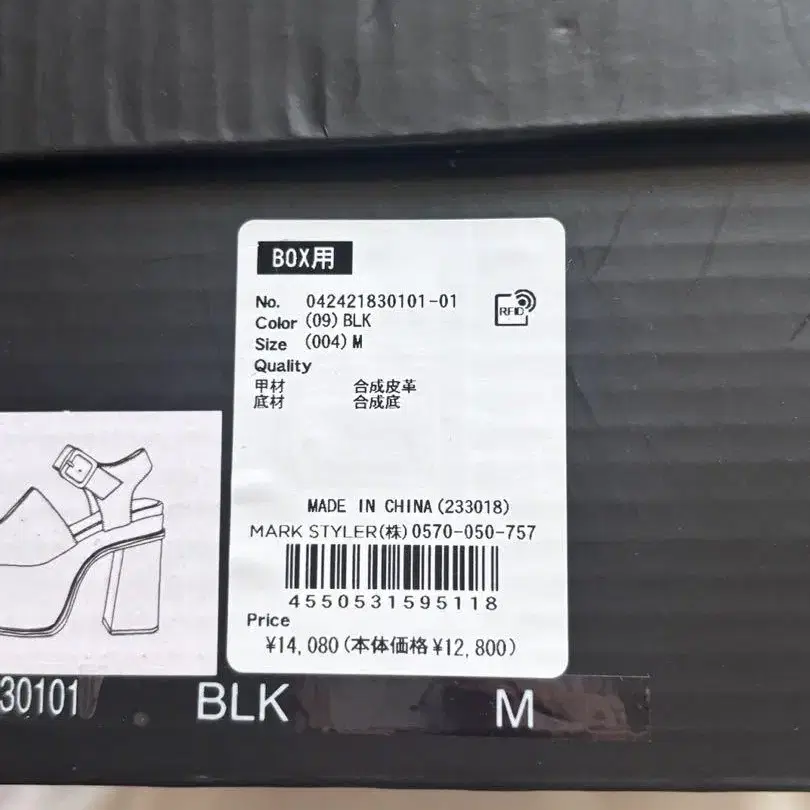 BOX用
No. 042421830101-01
RFID
Color (09)BLK
Size (004)M
Quality
甲材 合成皮革
底材 合成底
MADE IN CHINA(233018)
MARK STYLER(株)0570-050-757
4550531595118
Price
¥14,080(本体価格¥12,800)
30101 BLK M